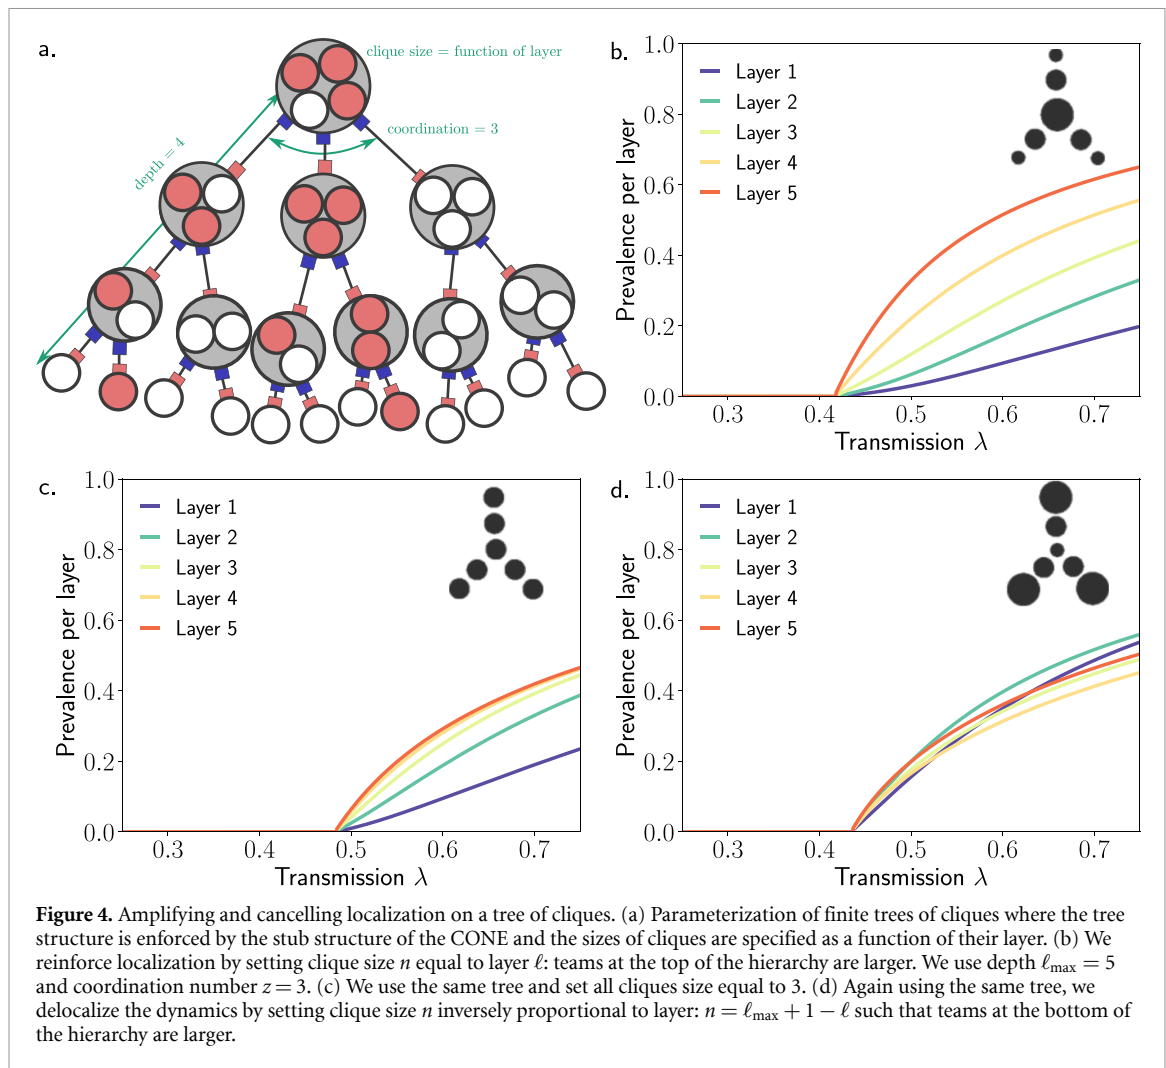 a.
clique size = function of layer
coordination = 3
depth = 4
b.
1.0
0.8
0.6
0.4
0.2
0.0
Prevalence per layer
Layer 1
Layer 2
Layer 3
Layer 4
Layer 5
0.3
0.4
0.5
0.6
0.7
Transmission λ
c.
1.0
0.8
0.6
0.4
0.2
0.0
Prevalence per layer
Layer 1
Layer 2
Layer 3
Layer 4
Layer 5
0.3
0.4
0.5
0.6
0.7
Transmission λ
d.
1.0
0.8
0.6
0.4
0.2
0.0
Prevalence per layer
Layer 1
Layer 2
Layer 3
Layer 4
Layer 5
0.3
0.4
0.5
0.6
0.7
Transmission λ
Figure 4. Amplifying and cancelling localization on a tree of cliques. (a) Parameterization of finite trees of cliques where the tree
structure is enforced by the stub structure of the CONE and the sizes of cliques are specified as a function of their layer. (b) We
reinforce localization by setting clique size n equal to layer ℓ: teams at the top of the hierarchy are larger. We use depth ℓmax = 5
and coordination number z = 3. (c) We use the same tree and set all cliques size equal to 3. (d) Again using the same tree, we
delocalize the dynamics by setting clique size n inversely proportional to layer: n = ℓmax + 1 − ℓ such that teams at the bottom of
the hierarchy are larger.